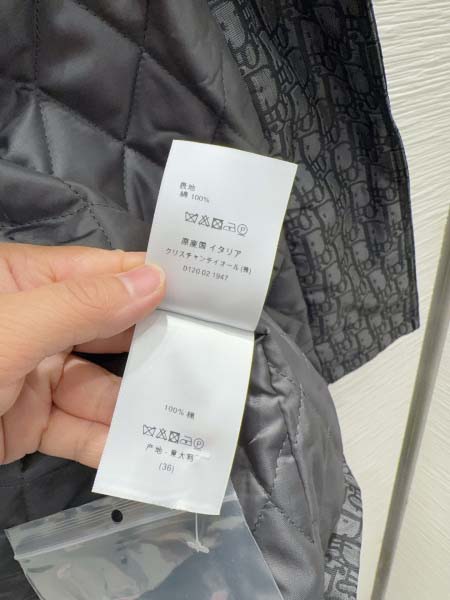 表地
綿 100%
原産国 イタリア
クリスチャンディオール(株)
0120 02 1947
100% 棉
产地・意大利
(36)